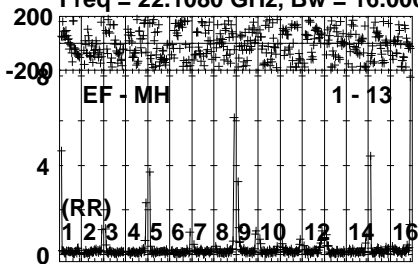 Freq = 22.1080 GHz, Bw = 16.000
200
-200
8
EF - MH 1 - 13
4
(RR)
1 2 3 4 5 6 7 8 9 10 12 14 16
0